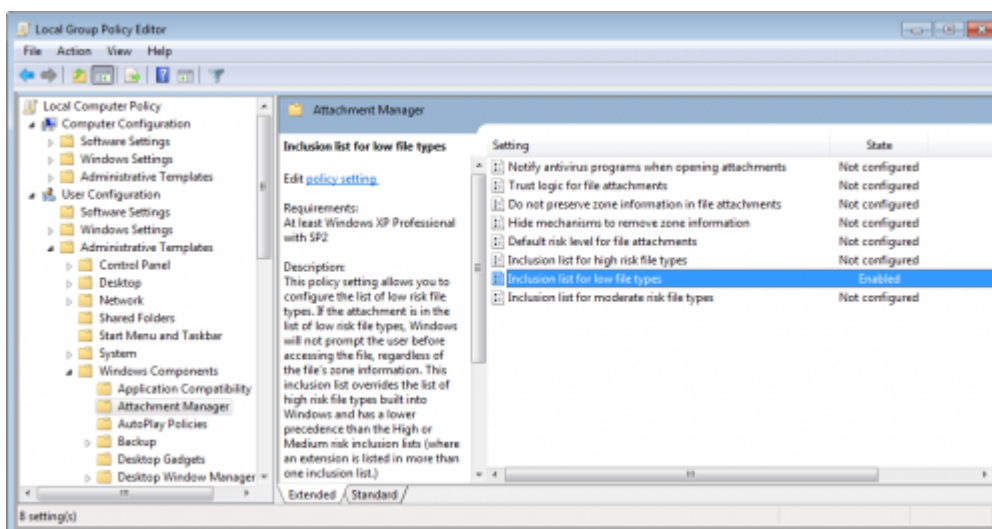 Local Group Policy Editor
File Action View Help
Local Computer Policy
Computer Configuration
Software Settings
Windows Settings
Administrative Templates
User Configuration
Software Settings
Windows Settings
Administrative Templates
Control Panel
Desktop
Network
Shared Folders
Start Menu and Taskbar
System
Windows Components
Application Compatibility
Attachment Manager
AutoPlay Policies
Backup
Desktop Gadgets
Desktop Window Manager
Attachment Manager
Inclusion list for low file types
Edit policy setting
Requirements:
At least Windows XP Professional
with SP2
Description:
This policy setting allows you to
configure the list of low risk file
types. If the attachment is in the
list of low risk file types, Windows
will not prompt the user before
accessing the file, regardless of
the file's zone information. This
inclusion list overrides the list of
high risk file types built into
Windows and has a lower
precedence than the High or
Medium risk inclusion lists (where
an extension is listed in more than
one inclusion list.)
Setting State
Notify antivirus programs when opening attachments Not configured
Trust logic for file attachments Not configured
Do not preserve zone information in file attachments Not configured
Hide mechanisms to remove zone information Not configured
Default risk level for file attachments Not configured
Inclusion list for high risk file types Not configured
Inclusion list for low file types Enabled
Inclusion list for moderate risk file types Not configured
Extended Standard
8 setting(s)